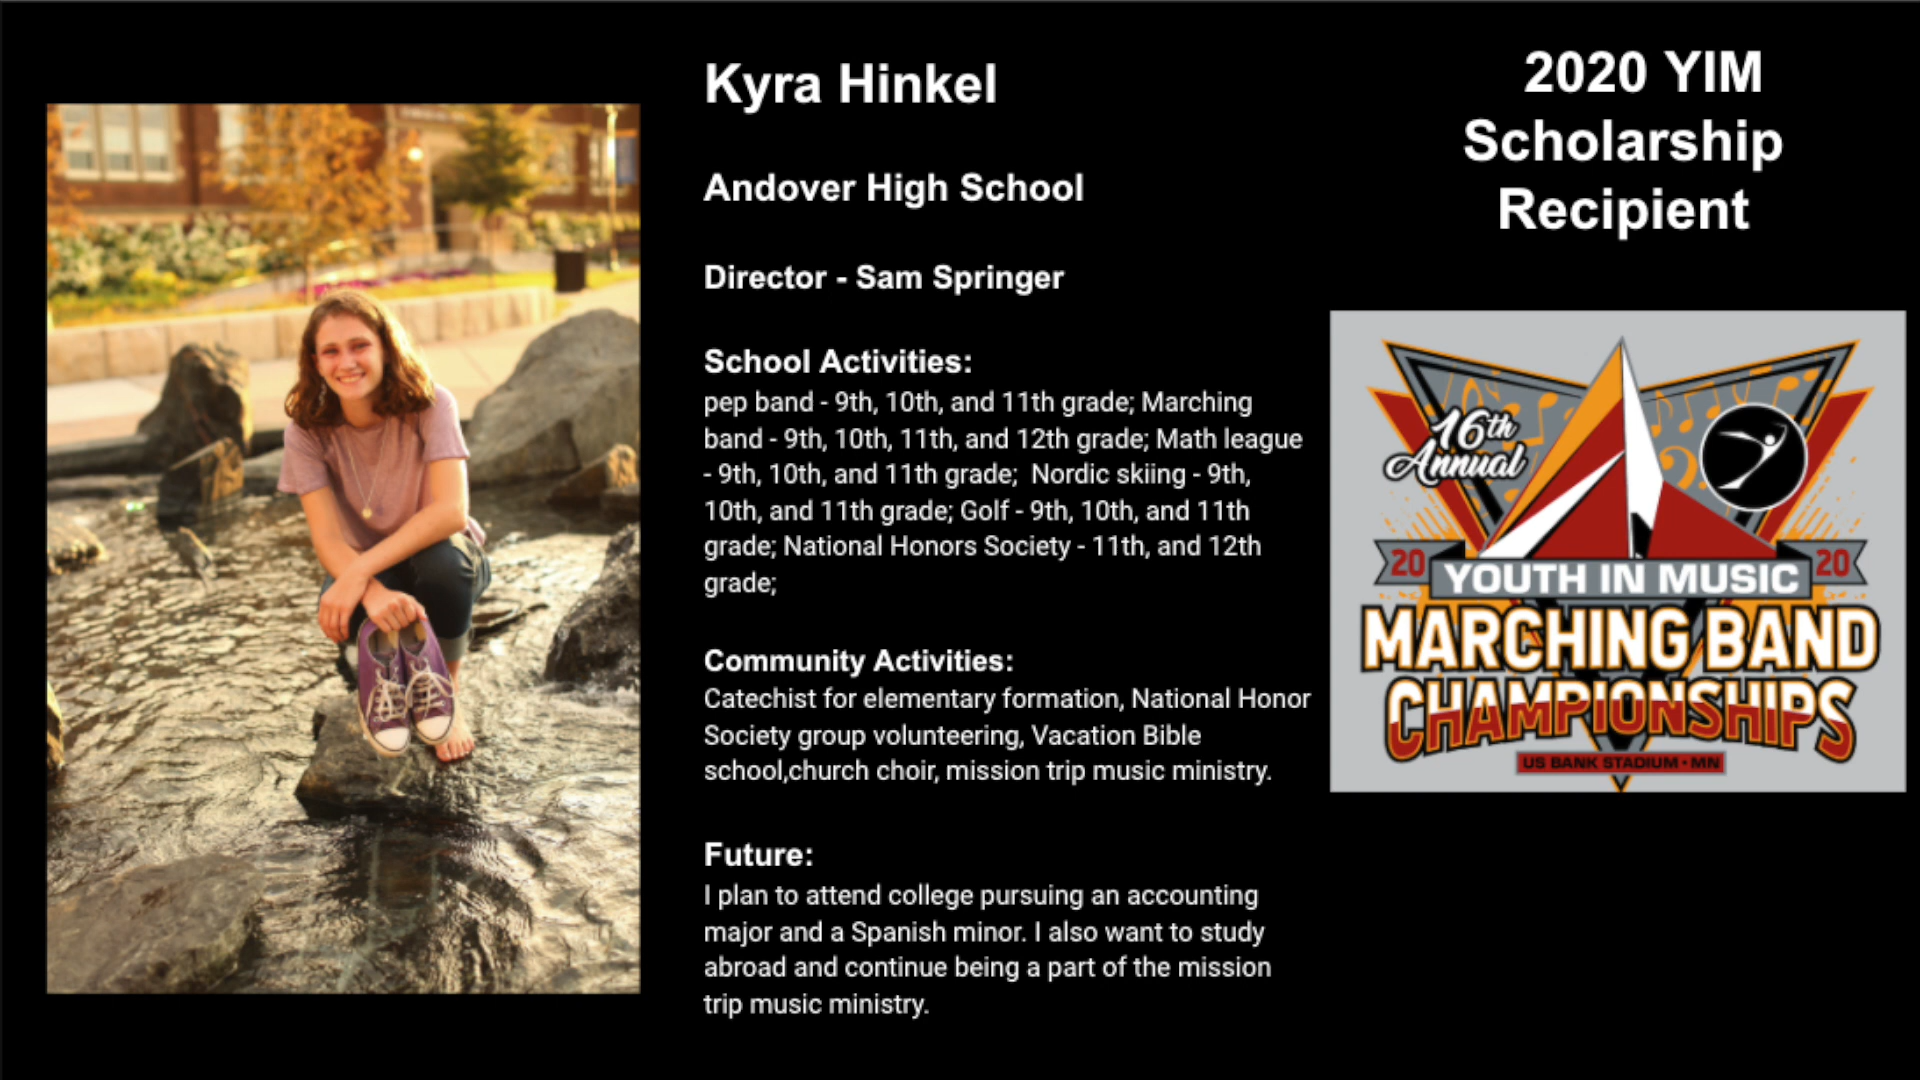 Kyra Hinkel
Andover High School
Director - Sam Springer
School Activities:
pep band - 9th, 10th, and 11th grade; Marching
band - 9th, 10th, 11th, and 12th grade; Math league
- 9th, 10th, and 11th grade;  Nordic skiing - 9th,
10th, and 11th grade; Golf - 9th, 10th, and 11th
grade; National Honors Society - 11th, and 12th
grade;
Community Activities:
Catechist for elementary formation, National Honor
Society group volunteering, Vacation Bible
school,church choir, mission trip music ministry.
Future:
I plan to attend college pursuing an accounting
major and a Spanish minor. I also want to study
abroad and continue being a part of the mission
trip music ministry.
2020 YIM
Scholarship
Recipient
16th
Annual
20 YOUTH IN MUSIC 20
MARCHING BAND
CHAMPIONSHIPS
US BANK STADIUM • MN